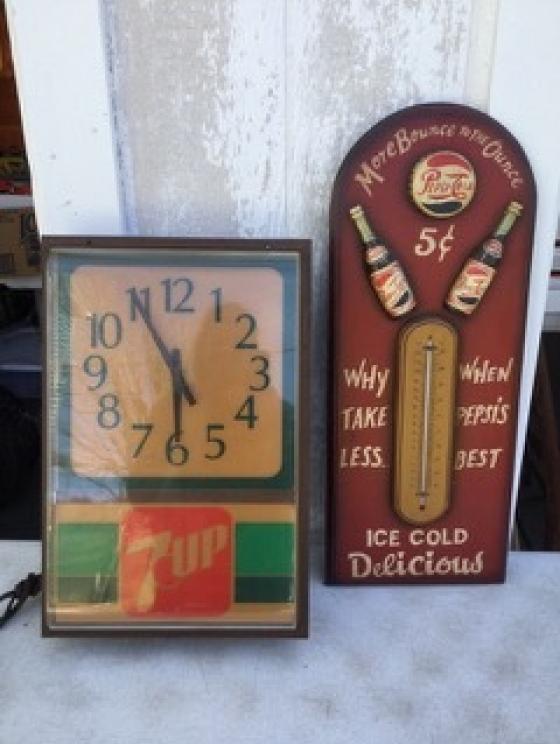 12
11 1
10 2
9 3
8 4
7 5
6
7UP
More Bounce to the Ounce
Pepsi-Cola
5¢
WHY WHEN
TAKE PEPSI'S
LESS.. BEST
ICE COLD
Delicious